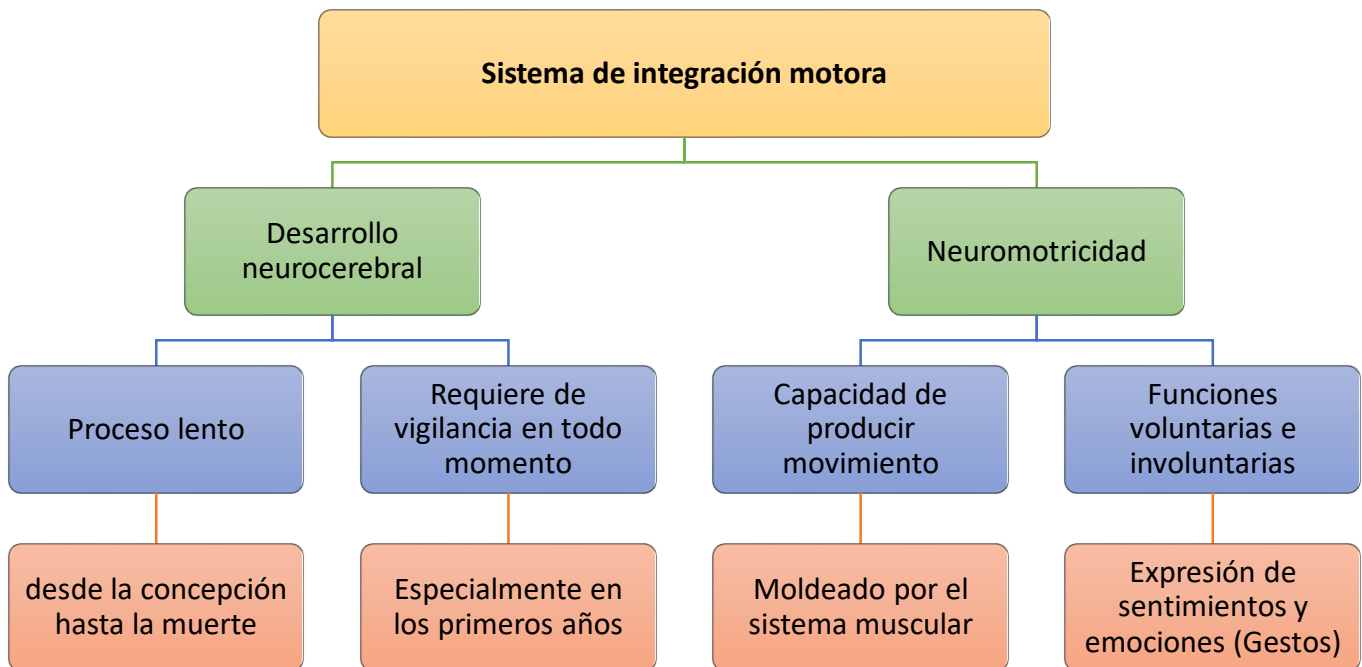 Sistema de integración motora
Desarrollo
neurocerebral
Neuromotricidad
Proceso lento
Requiere de
vigilancia en todo
momento
Capacidad de
producir
movimiento
Funciones
voluntarias e
involuntarias
desde la concepción
hasta la muerte
Especialmente en
los primeros años
Moldeado por el
sistema muscular
Expresión de
sentimientos y
emociones (Gestos)